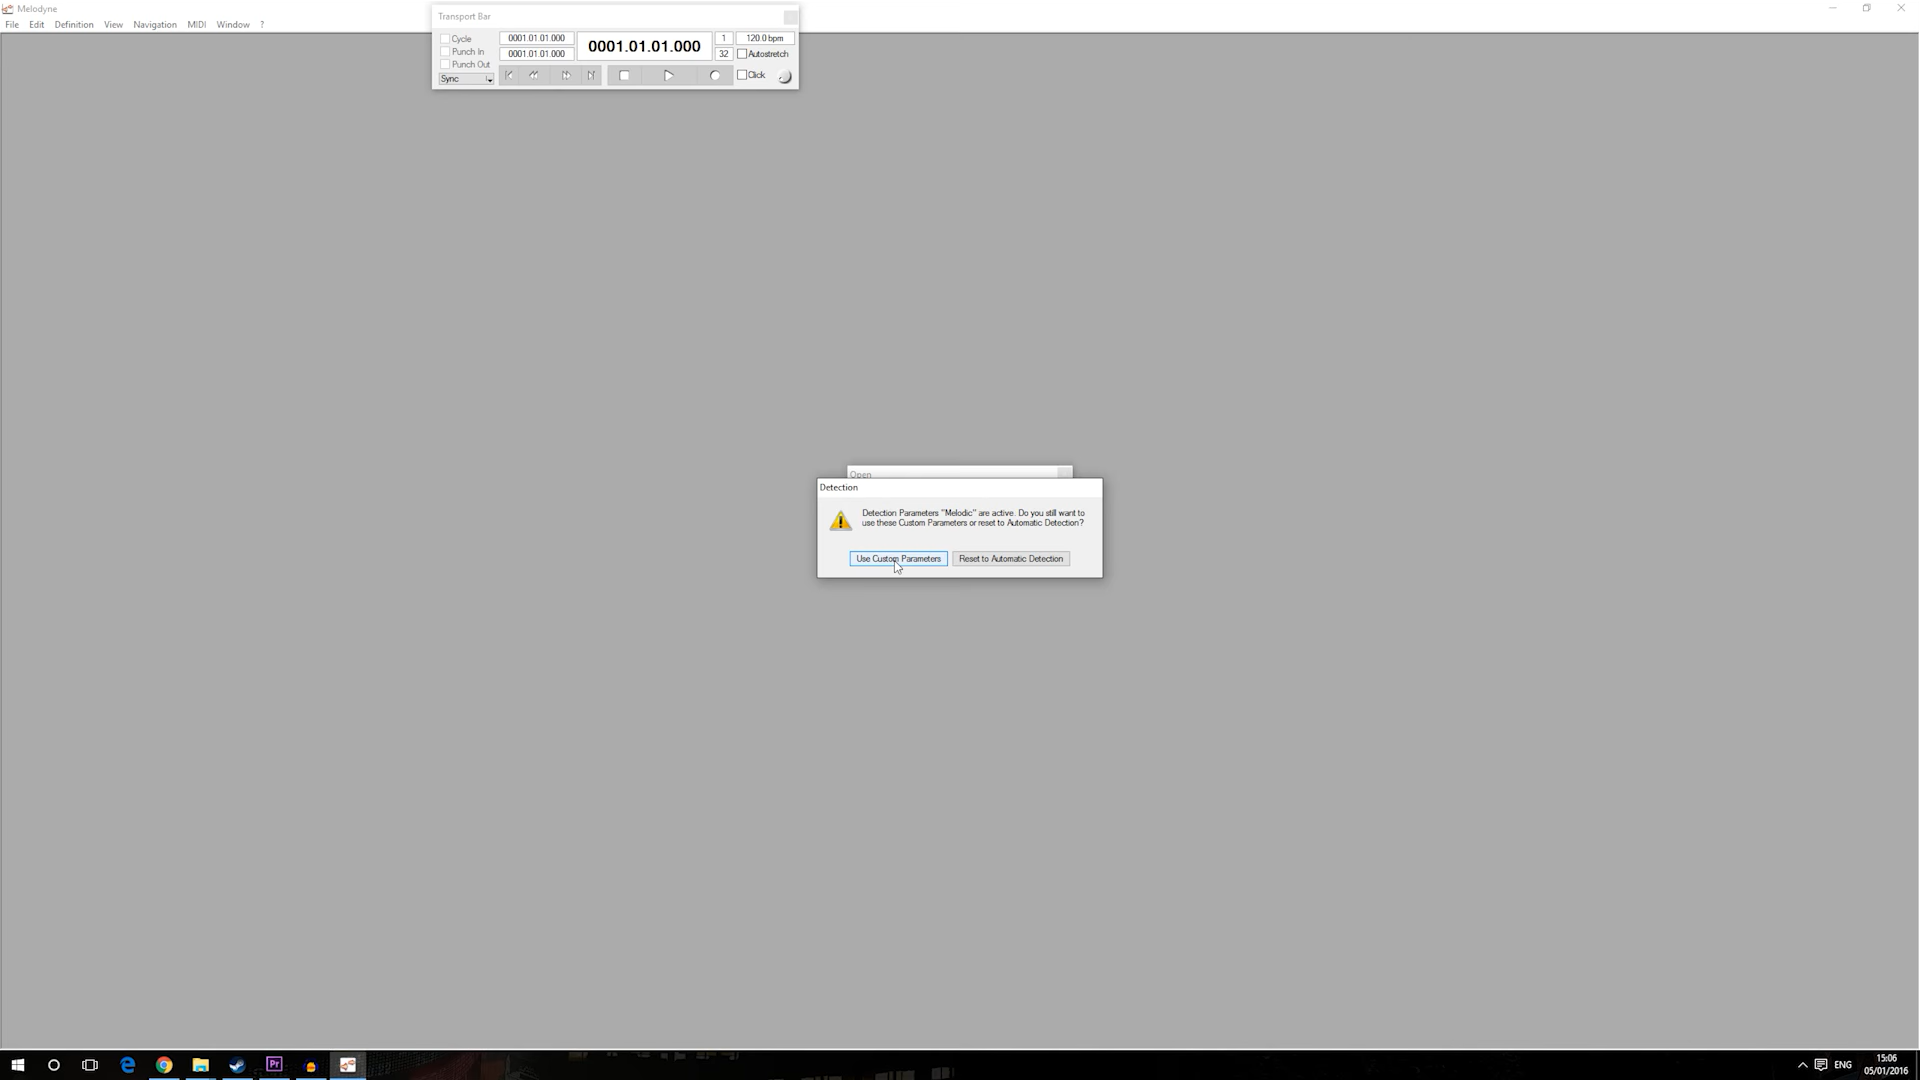 Melodyne
File Edit Definition View Navigation MIDI Window ?
Transport Bar
Cycle 0001.01.01.000 0001.01.01.000 1 120.0 bpm
Punch In 0001.01.01.000 32 Autostretch
Punch Out
Sync Click
Open
Detection
Detection Parameters "Melodic" are active. Do you still want to
use these Custom Parameters or reset to Automatic Detection?
Use Custom Parameters Reset to Automatic Detection
Pr
ENG 15:06
05/01/2016